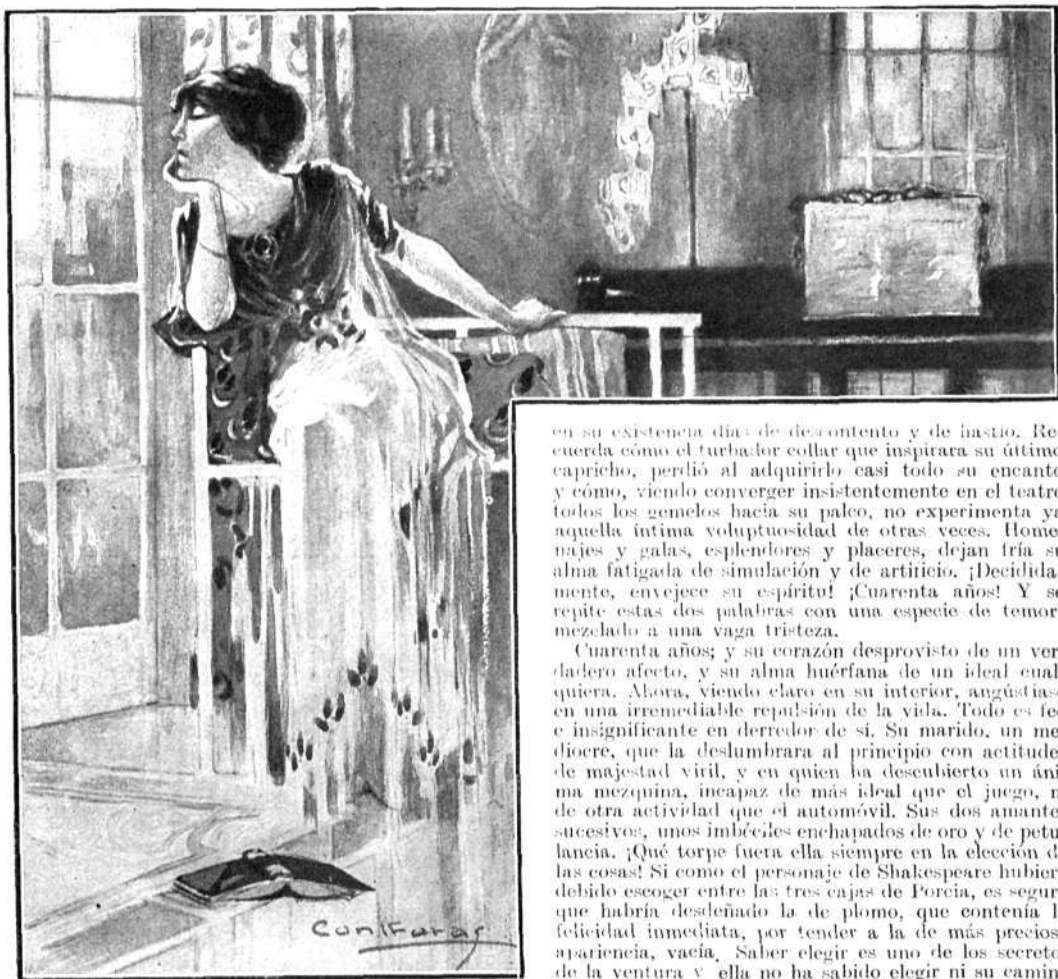 en su existencia días de descontento y de hastío. Re-
cuerda cómo el turbador collar que inspirara su último
capricho, perdió al adquirirlo casi todo su encanto
y cómo, viendo converger insistentemente en el teatro
todos los gemelos hacia su palco, no experimenta ya
aquella íntima voluptuosidad de otras veces. Home-
najes y galas, esplendores y placeres, dejan fría su
alma fatigada de simulación y de artificio. ¡Decidida-
mente, envejece su espíritu! ¡Cuarenta años! Y se
repite estas dos palabras con una especie de temor
mezclado a una vaga tristeza.
Cuarenta años; y su corazón desprovisto de un ver-
dadero afecto, y su alma huérfana de un ideal cual-
quiera. Ahora, viendo claro en su interior, angústiase
en una irremediable repulsión de la vida. Todo es fe
e insignificante en derredor de sí. Su marido, un me-
diocre, que la deslumbrara al principio con actitude
de majestad viril, y en quien ha descubierto un áni-
ma mezquina, incapaz de más ideal que el juego, n
de otra actividad que el automóvil. Sus dos amante
sucesivos, unos imbéciles enchapados de oro y de petu-
lancia. ¡Qué torpe fuera ella siempre en la elección d
las cosas! Si como el personaje de Shakespeare hubier
debido escoger entre las tres cajas de Porcia, es segur
que habría desdeñado la de plomo, que contenía l
felicidad inmediata, por tender a la de más precios
apariencia, vacía. Saber elegir es uno de los secreto
de la ventura y ella no ha sabido elegir ni su camin